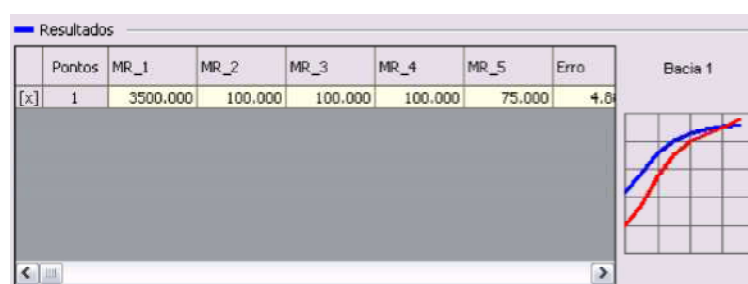 Resultados
Pontos MR_1 MR_2 MR_3 MR_4 MR_5 Erro
[x] 1 3500.000 100.000 100.000 100.000 75.000
Bacia 1